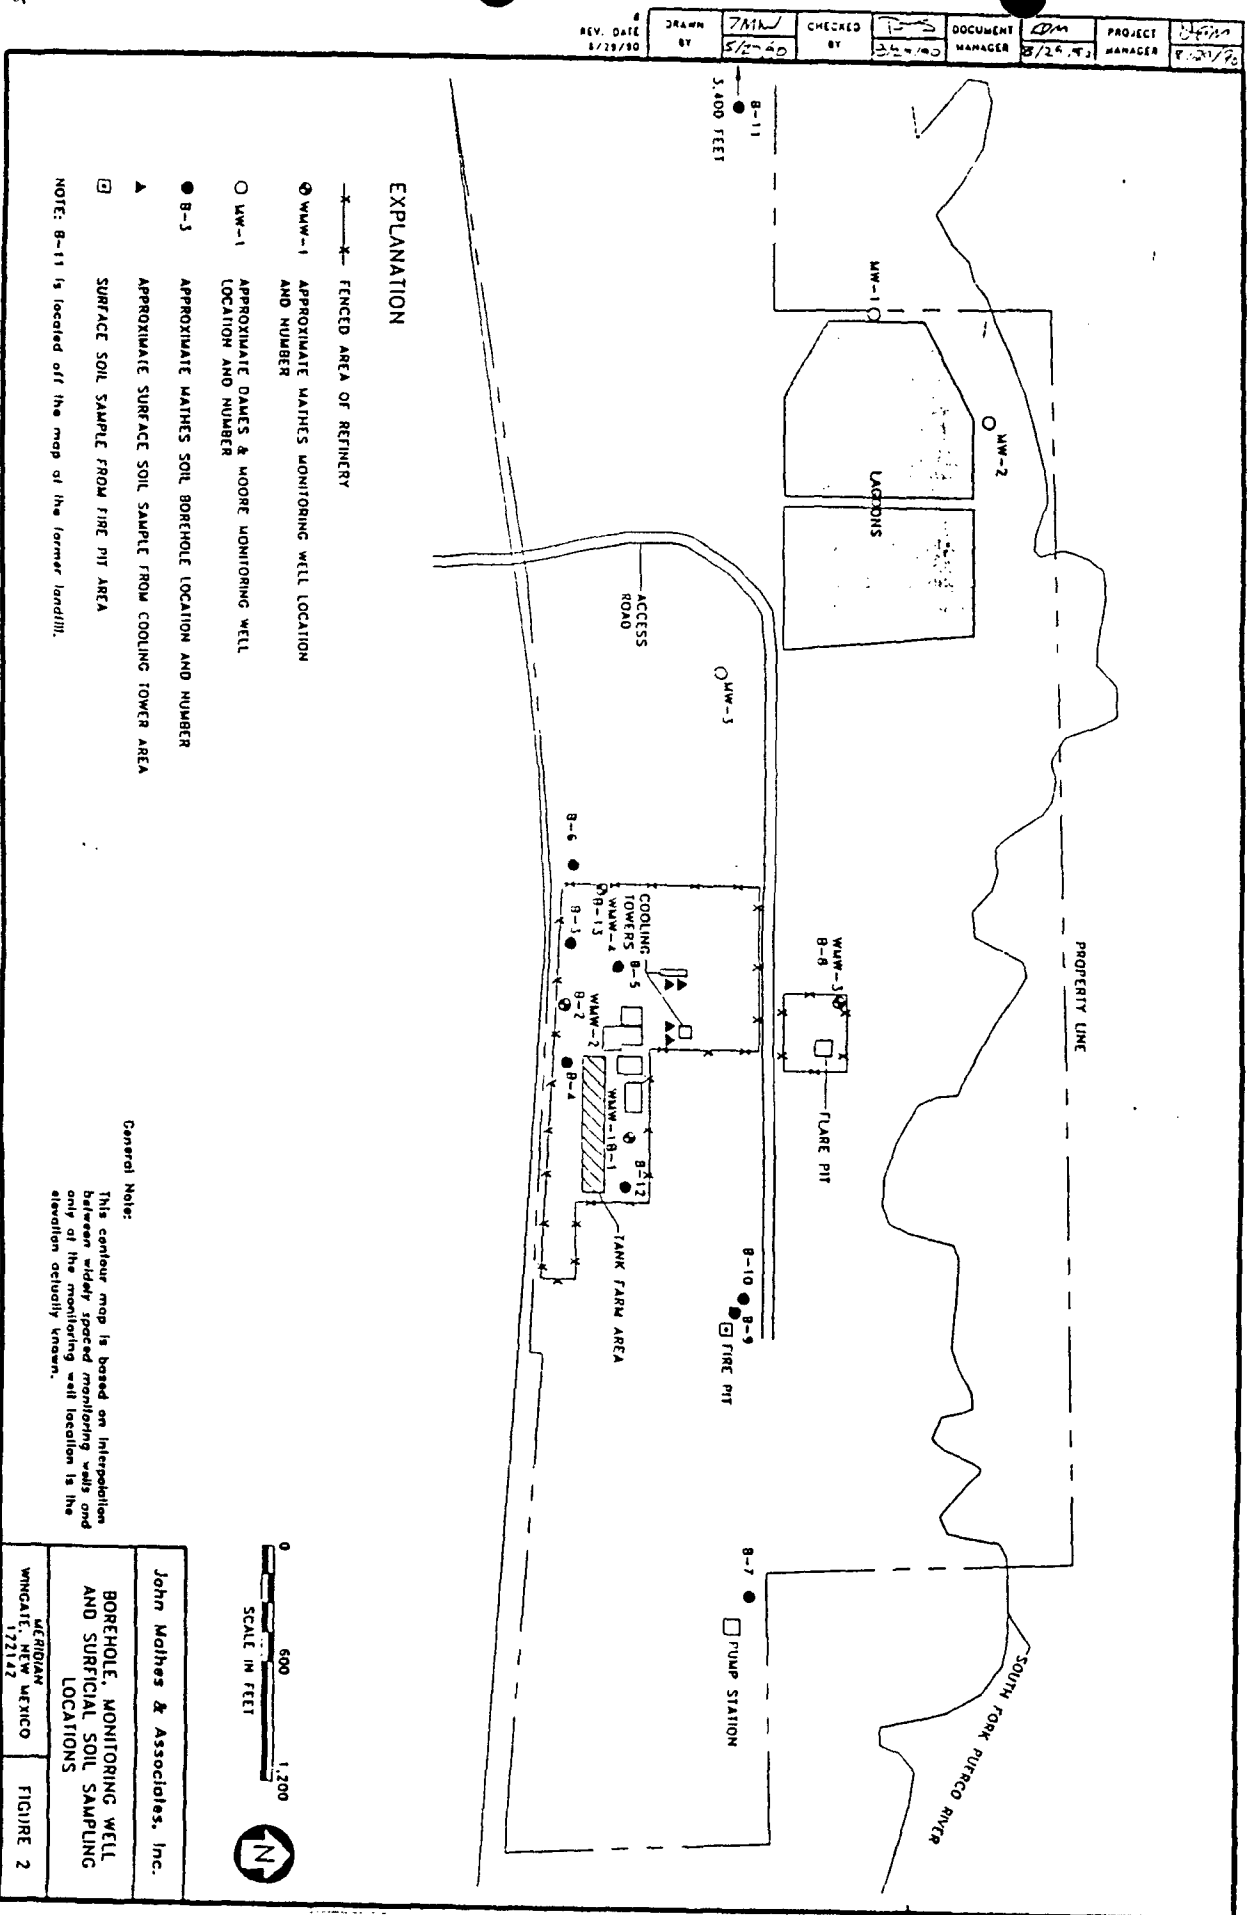 REV. DATE
8/29/90
DRAWN
BY
CHECKED
BY
DOCUMENT
MANAGER
PROJECT
MANAGER
B-11
5,400 FEET
MW-1
MW-2
LAGOONS
ACCESS
ROAD
MW-3
PROPERTY LINE
B-6
B-13
WMW-4
COOLING
TOWERS
B-3
B-5
B-2
WMW-2
B-4
WMW-1
B-1
B-12
TANK FARM AREA
WMW-3
B-8
FLARE PIT
B-10
B-9
FIRE PIT
B-7
PUMP STATION
SOUTH FORK PUERCO RIVER
EXPLANATION
FENCED AREA OF REFINERY
WMW-1 APPROXIMATE MATHES MONITORING WELL LOCATION
AND NUMBER
MW-1 APPROXIMATE DAMES & MOORE MONITORING WELL
LOCATION AND NUMBER
B-3 APPROXIMATE MATHES SOIL BOREHOLE LOCATION AND NUMBER
APPROXIMATE SURFACE SOIL SAMPLE FROM COOLING TOWER AREA
SURFACE SOIL SAMPLE FROM FIRE PIT AREA
NOTE: B-11 is located off the map at the former landfill.
General Note:
This contour map is based on interpolation
between widely spaced monitoring wells and
only at the monitoring well location is the
elevation actually known.
0 600 1,200
SCALE IN FEET
N
John Mathes & Associates, Inc.
BOREHOLE, MONITORING WELL
AND SURFICIAL SOIL SAMPLING
LOCATIONS
MERIDIAN
WINGATE, NEW MEXICO
172147
FIGURE 2